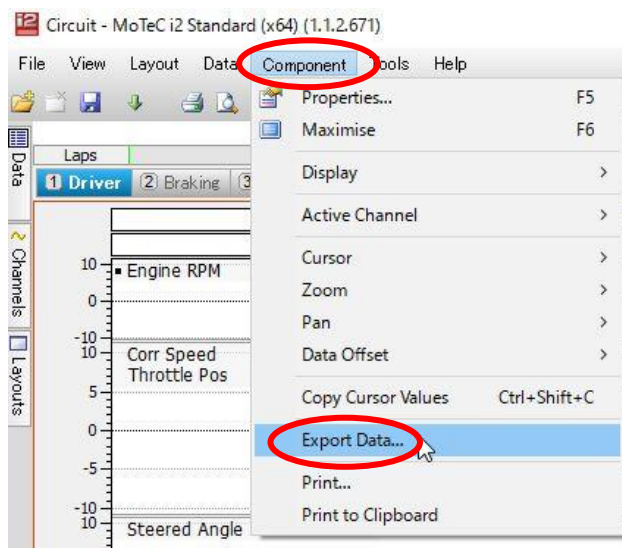 Circuit - MoTeC i2 Standard (x64) (1.1.2.671)
File View Layout Data Component Tools Help
Properties... F5
Maximise F6
Display
Active Channel
Cursor
Zoom
Pan
Data Offset
Copy Cursor Values Ctrl+Shift+C
Export Data...
Print...
Print to Clipboard
Data
Channels
Layouts
Laps
1 Driver 2 Braking 3
10 Engine RPM
0
-10
10 Corr Speed
Throttle Pos
5
0
-5
-10
10 Steered Angle